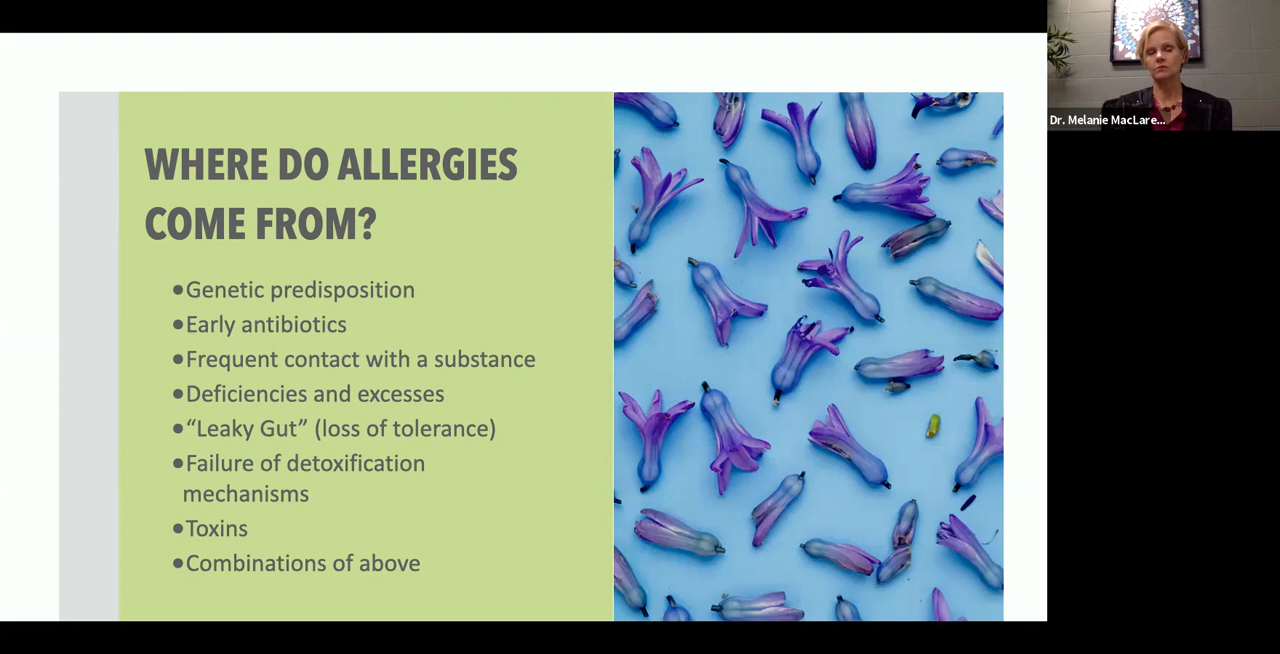 WHERE DO ALLERGIES
COME FROM?
•Genetic predisposition
•Early antibiotics
•Frequent contact with a substance
•Deficiencies and excesses
•“Leaky Gut” (loss of tolerance)
•Failure of detoxification
mechanisms
•Toxins
•Combinations of above
Dr. Melanie MacLare...